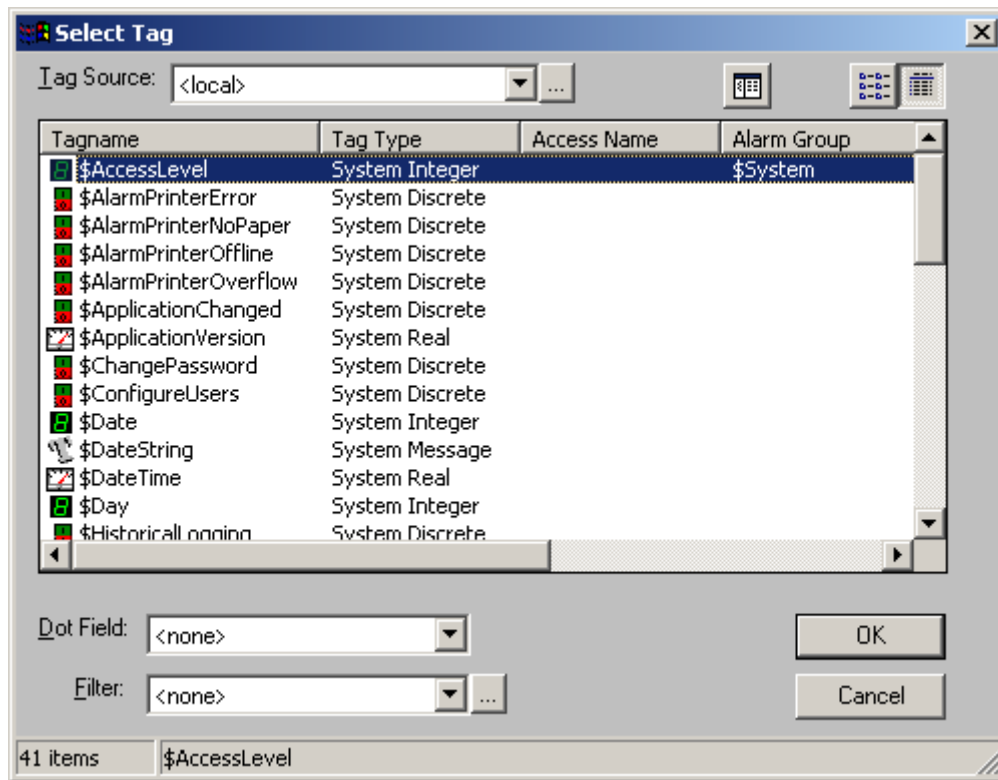 Select Tag
Tag Source: <local> ...
Tagname Tag Type Access Name Alarm Group
$AccessLevel System Integer $System
$AlarmPrinterError System Discrete
$AlarmPrinterNoPaper System Discrete
$AlarmPrinterOffline System Discrete
$AlarmPrinterOverflow System Discrete
$ApplicationChanged System Discrete
$ApplicationVersion System Real
$ChangePassword System Discrete
$ConfigureUsers System Discrete
$Date System Integer
$DateString System Message
$DateTime System Real
$Day System Integer
$HistoricalLogging System Discrete
Dot Field: <none> OK
Filter: <none> ... Cancel
41 items $AccessLevel